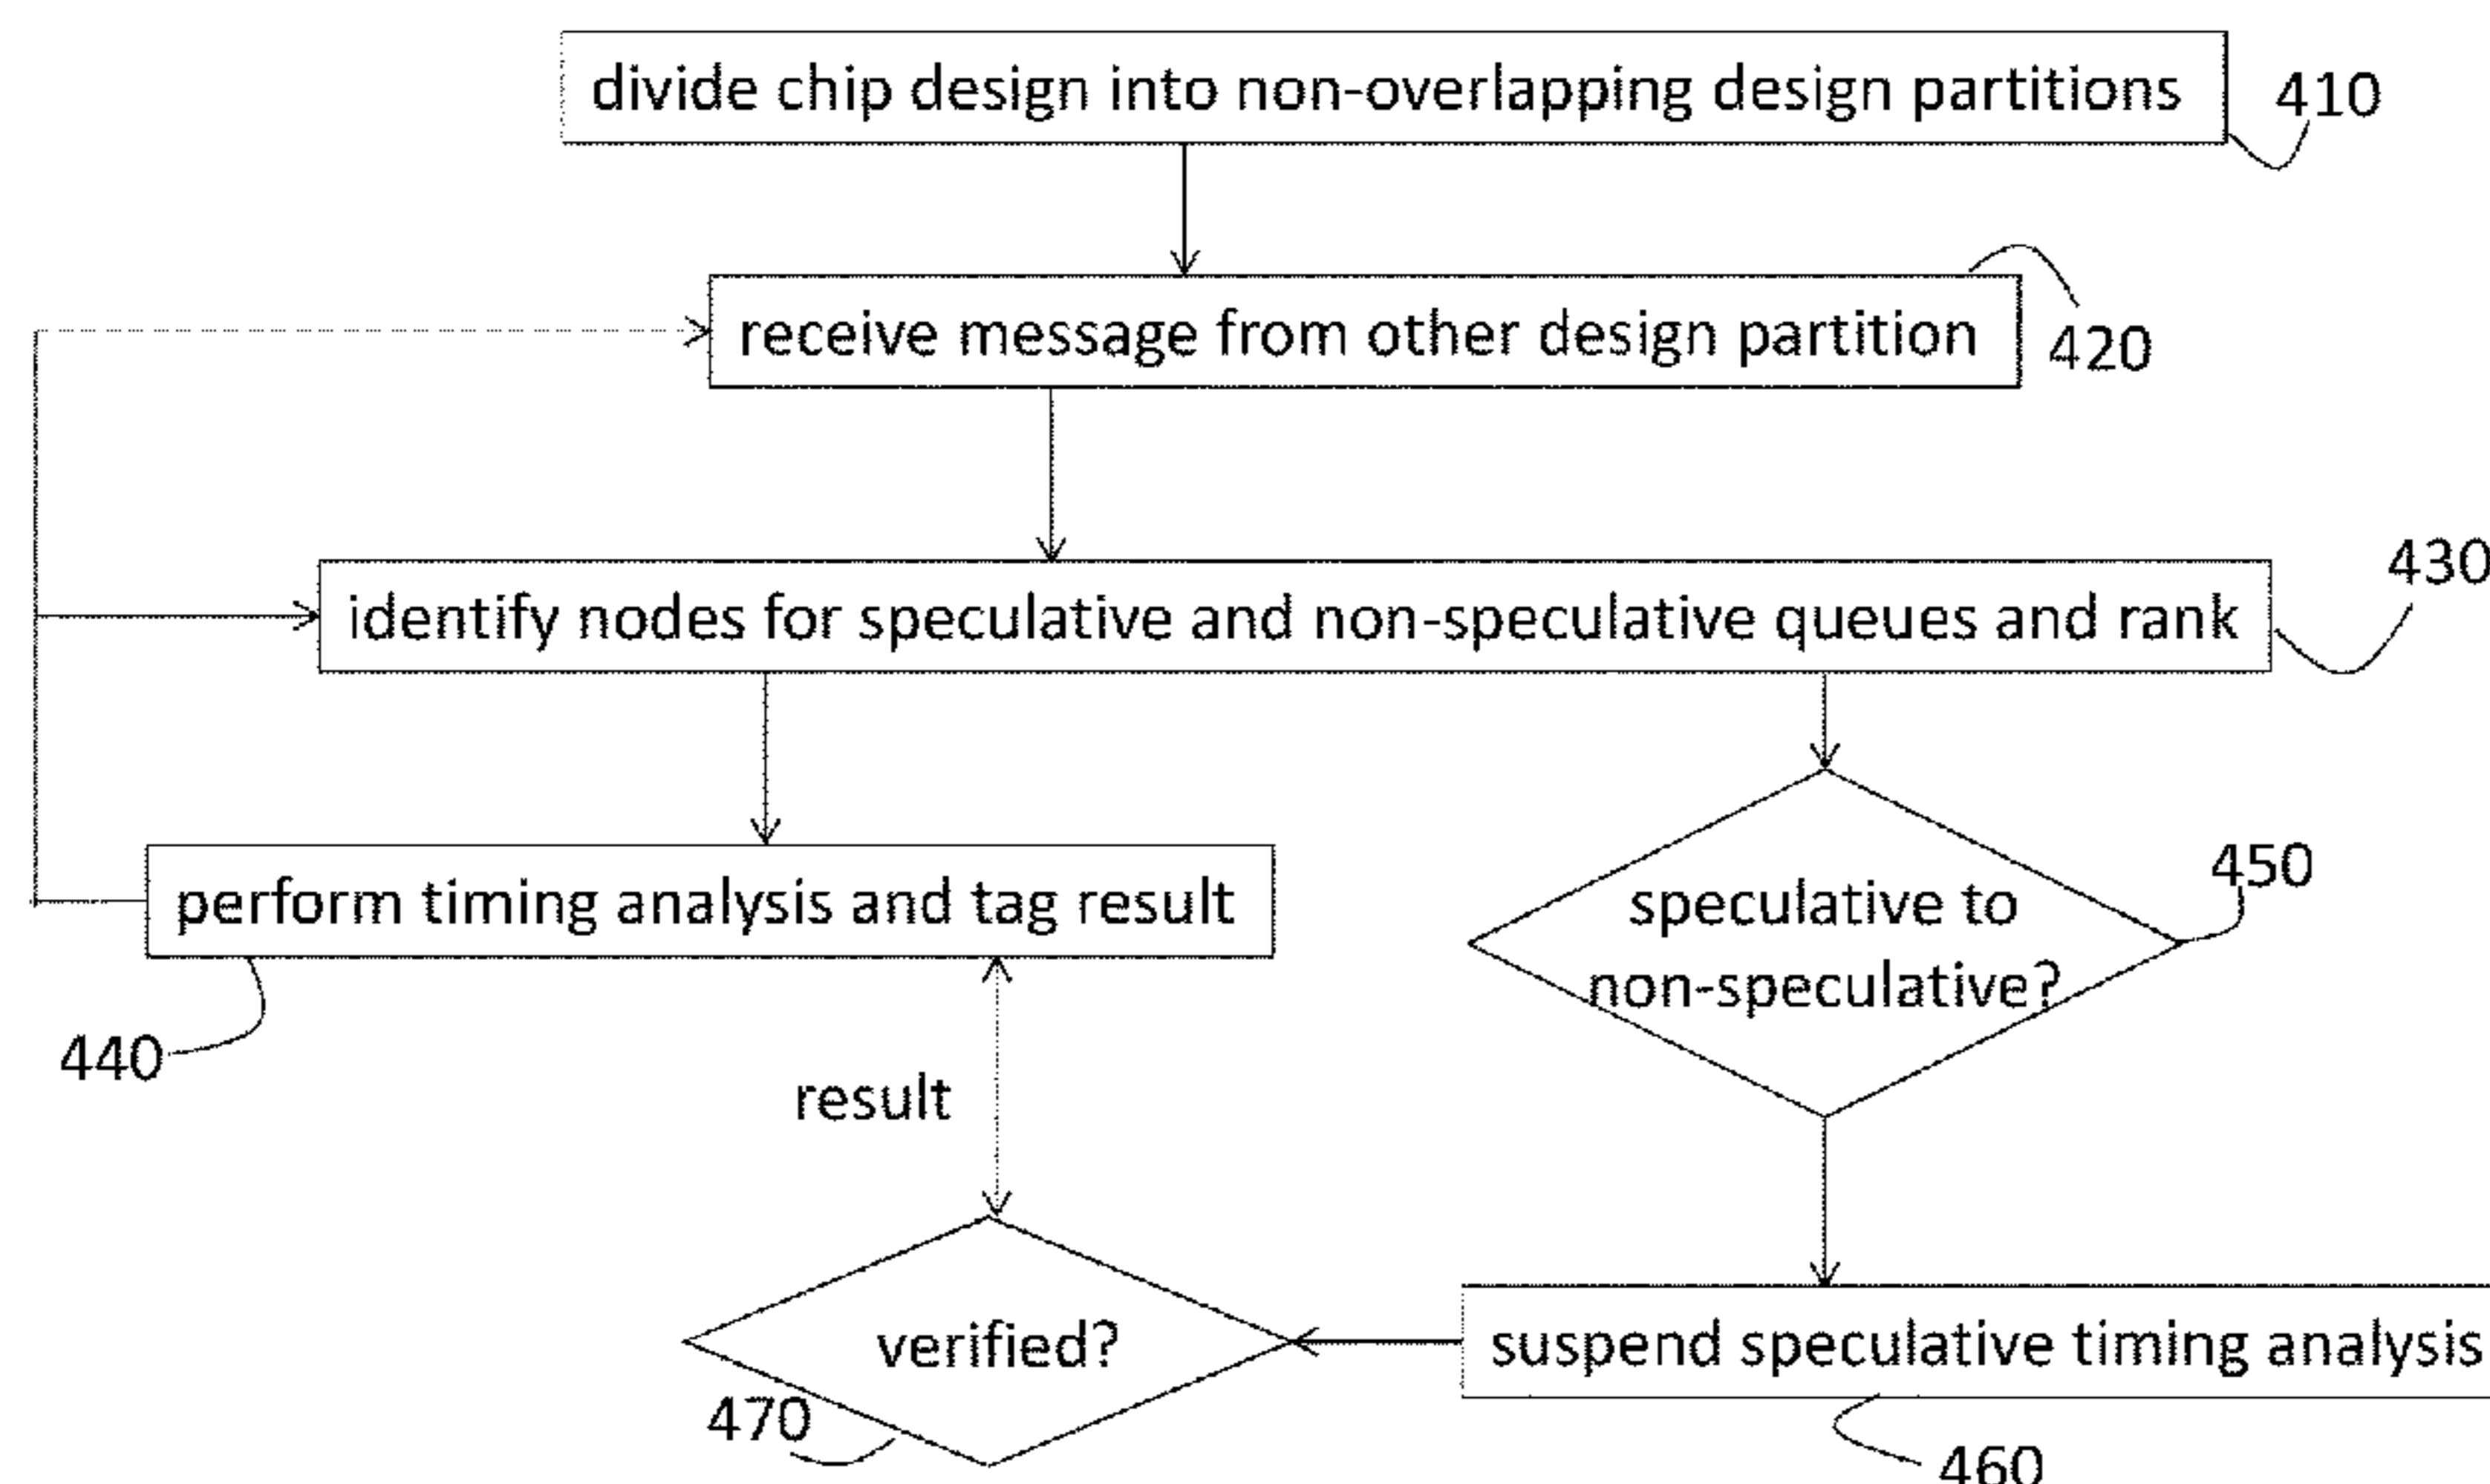 divide chip design into non-overlapping design partitions
410
receive message from other design partition
420
430
identify nodes for speculative and non-speculative queues and rank
450
perform timing analysis and tag result
speculative to
non-speculative?
440
result
verified?
suspend speculative timing analysis
470
460